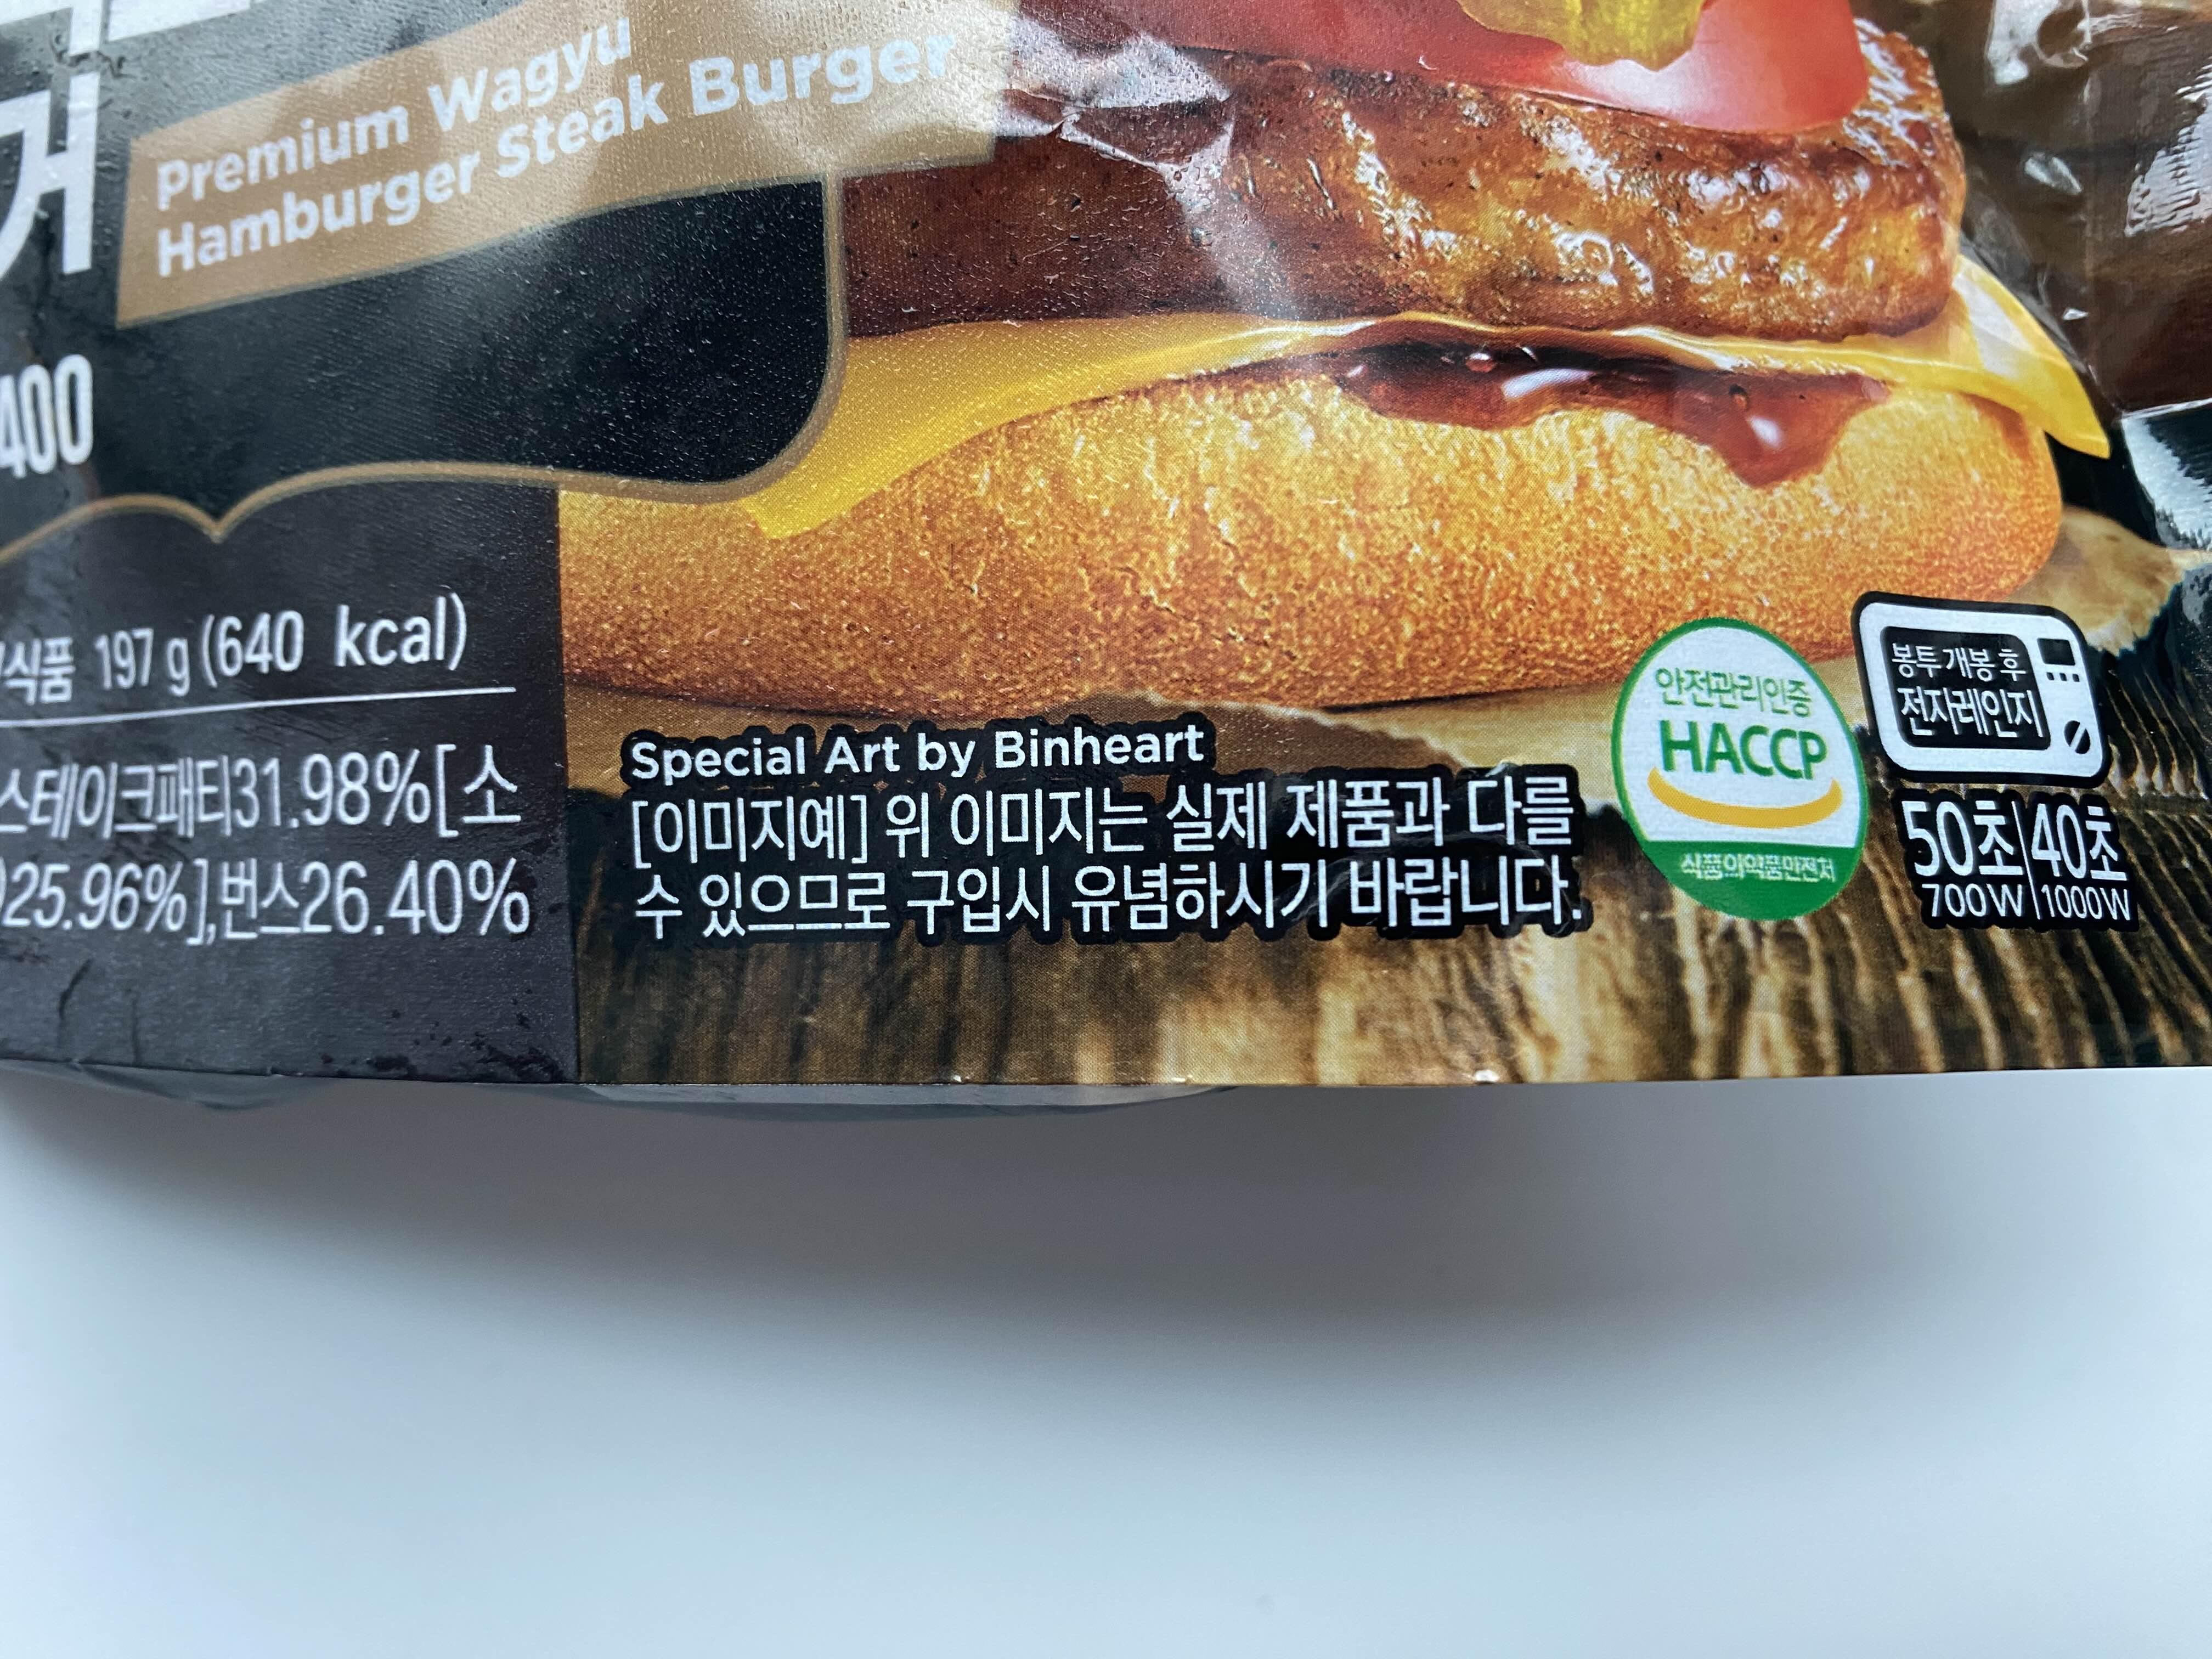 거
Premium Wagyu
Hamburger Steak Burger
400
식품 197 g (640 kcal)
스테이크패티31.98%[소
25.96%],번스26.40%
Special Art by Binheart
[이미지예] 위 이미지는 실제 제품과 다를
수 있으므로 구입시 유념하시기 바랍니다.
안전관리인증
HACCP
식품의약품안전처
봉투 개봉 후
전자레인지
50초|40초
700W|1000W